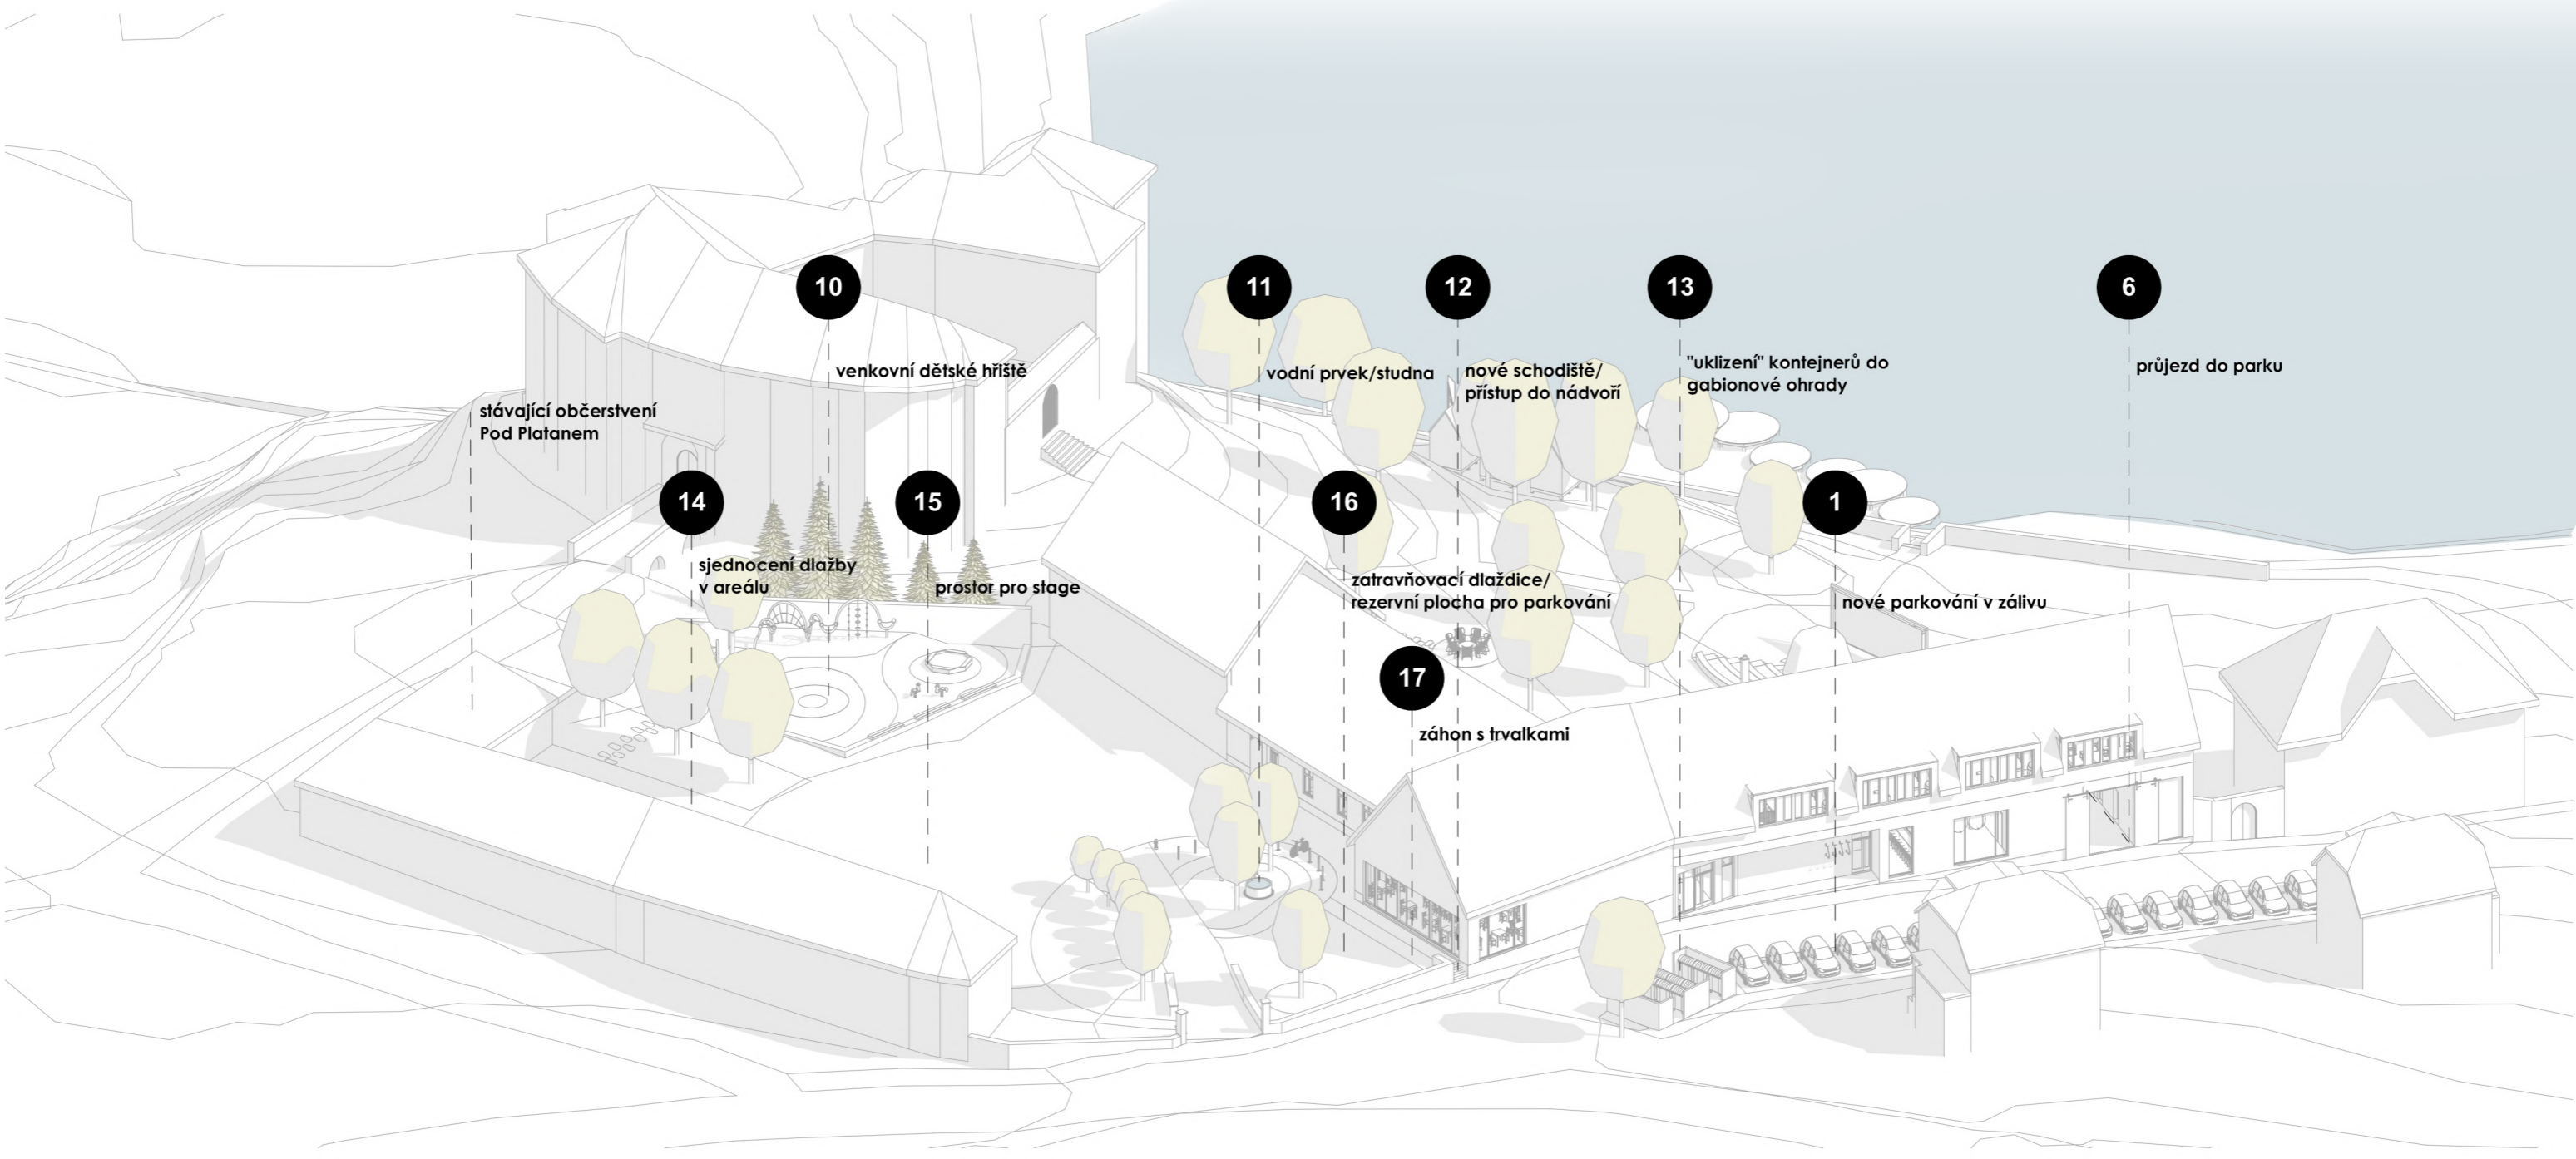 10
venkovní dětské hřiště
11
vodní prvek/studna
12
nové schodiště/
přístup do nádvoří
13
"uklizení" kontejnerů do
gabionové ohrady
6
průjezd do parku
stávající občerstvení
Pod Platanem
14
sjednocení dlažby
v areálu
15
prostor pro stage
16
zatravňovací dlaždice/
rezervní plocha pro parkování
1
nové parkování v zálivu
17
záhon s trvalkami